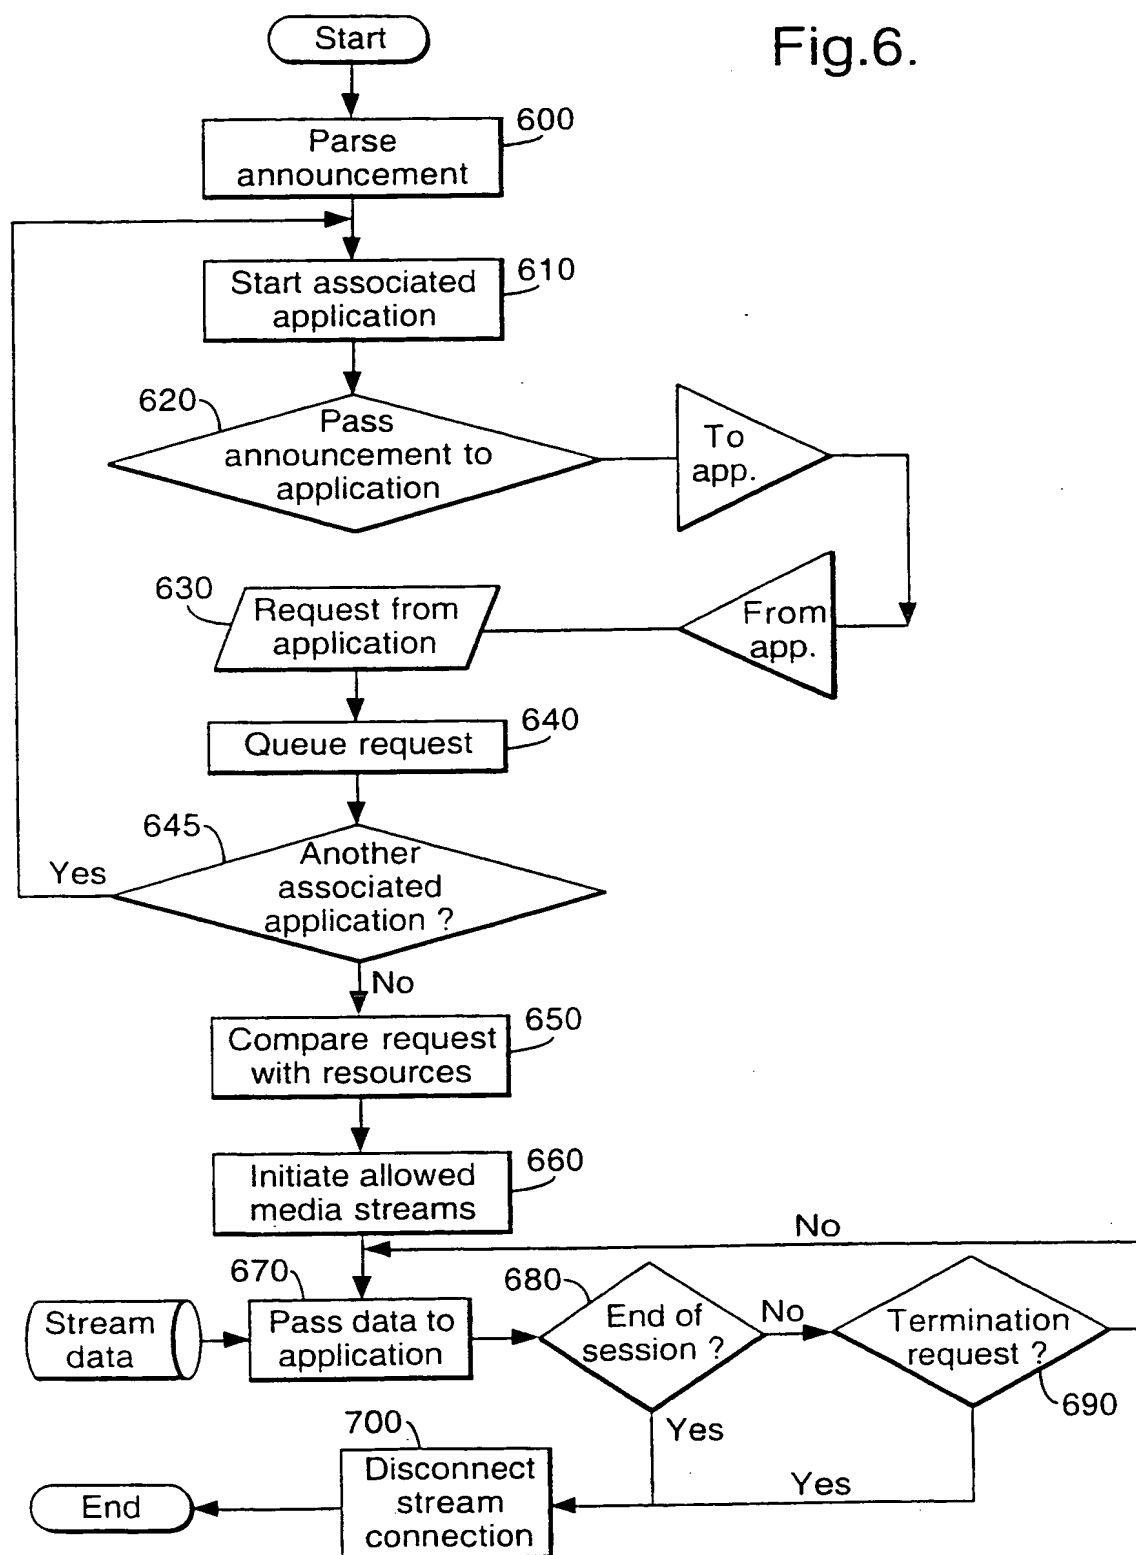 Start
Fig.6.
600
Parse
announcement
610
Start associated
application
620
Pass
announcement to
application
To
app.
630
Request from
application
From
app.
640
Queue request
645
Another
associated
application ?
Yes
No
650
Compare request
with resources
660
Initiate allowed
media streams
No
670
Stream
data
Pass data to
application
680
End of
session ?
No
Termination
request ?
690
Yes
Yes
700
Disconnect
stream
connection
End